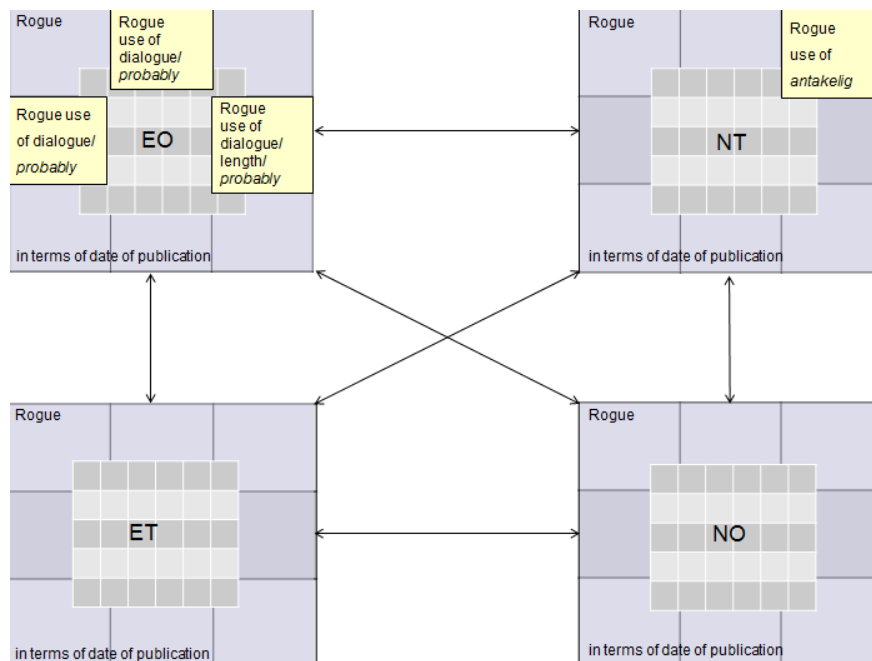 Rogue
Rogue
use of
dialogue/
probably
Rogue use
of dialogue/
probably
Rogue
use of
dialogue/
length/
probably
EO
in terms of date of publication
Rogue
Rogue
use of
antakelig
NT
in terms of date of publication
Rogue
ET
in terms of date of publication
Rogue
NO
in terms of date of publication